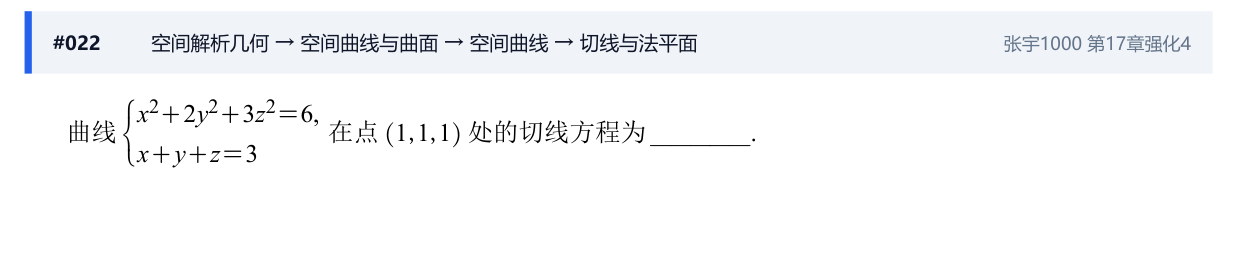 #022 空间解析几何 → 空间曲线与曲面 → 空间曲线 → 切线与法平面 张宇1000 第17章强化4
曲线 { x²+2y²+3z²=6, x+y+z=3 在点 (1,1,1) 处的切线方程为________.